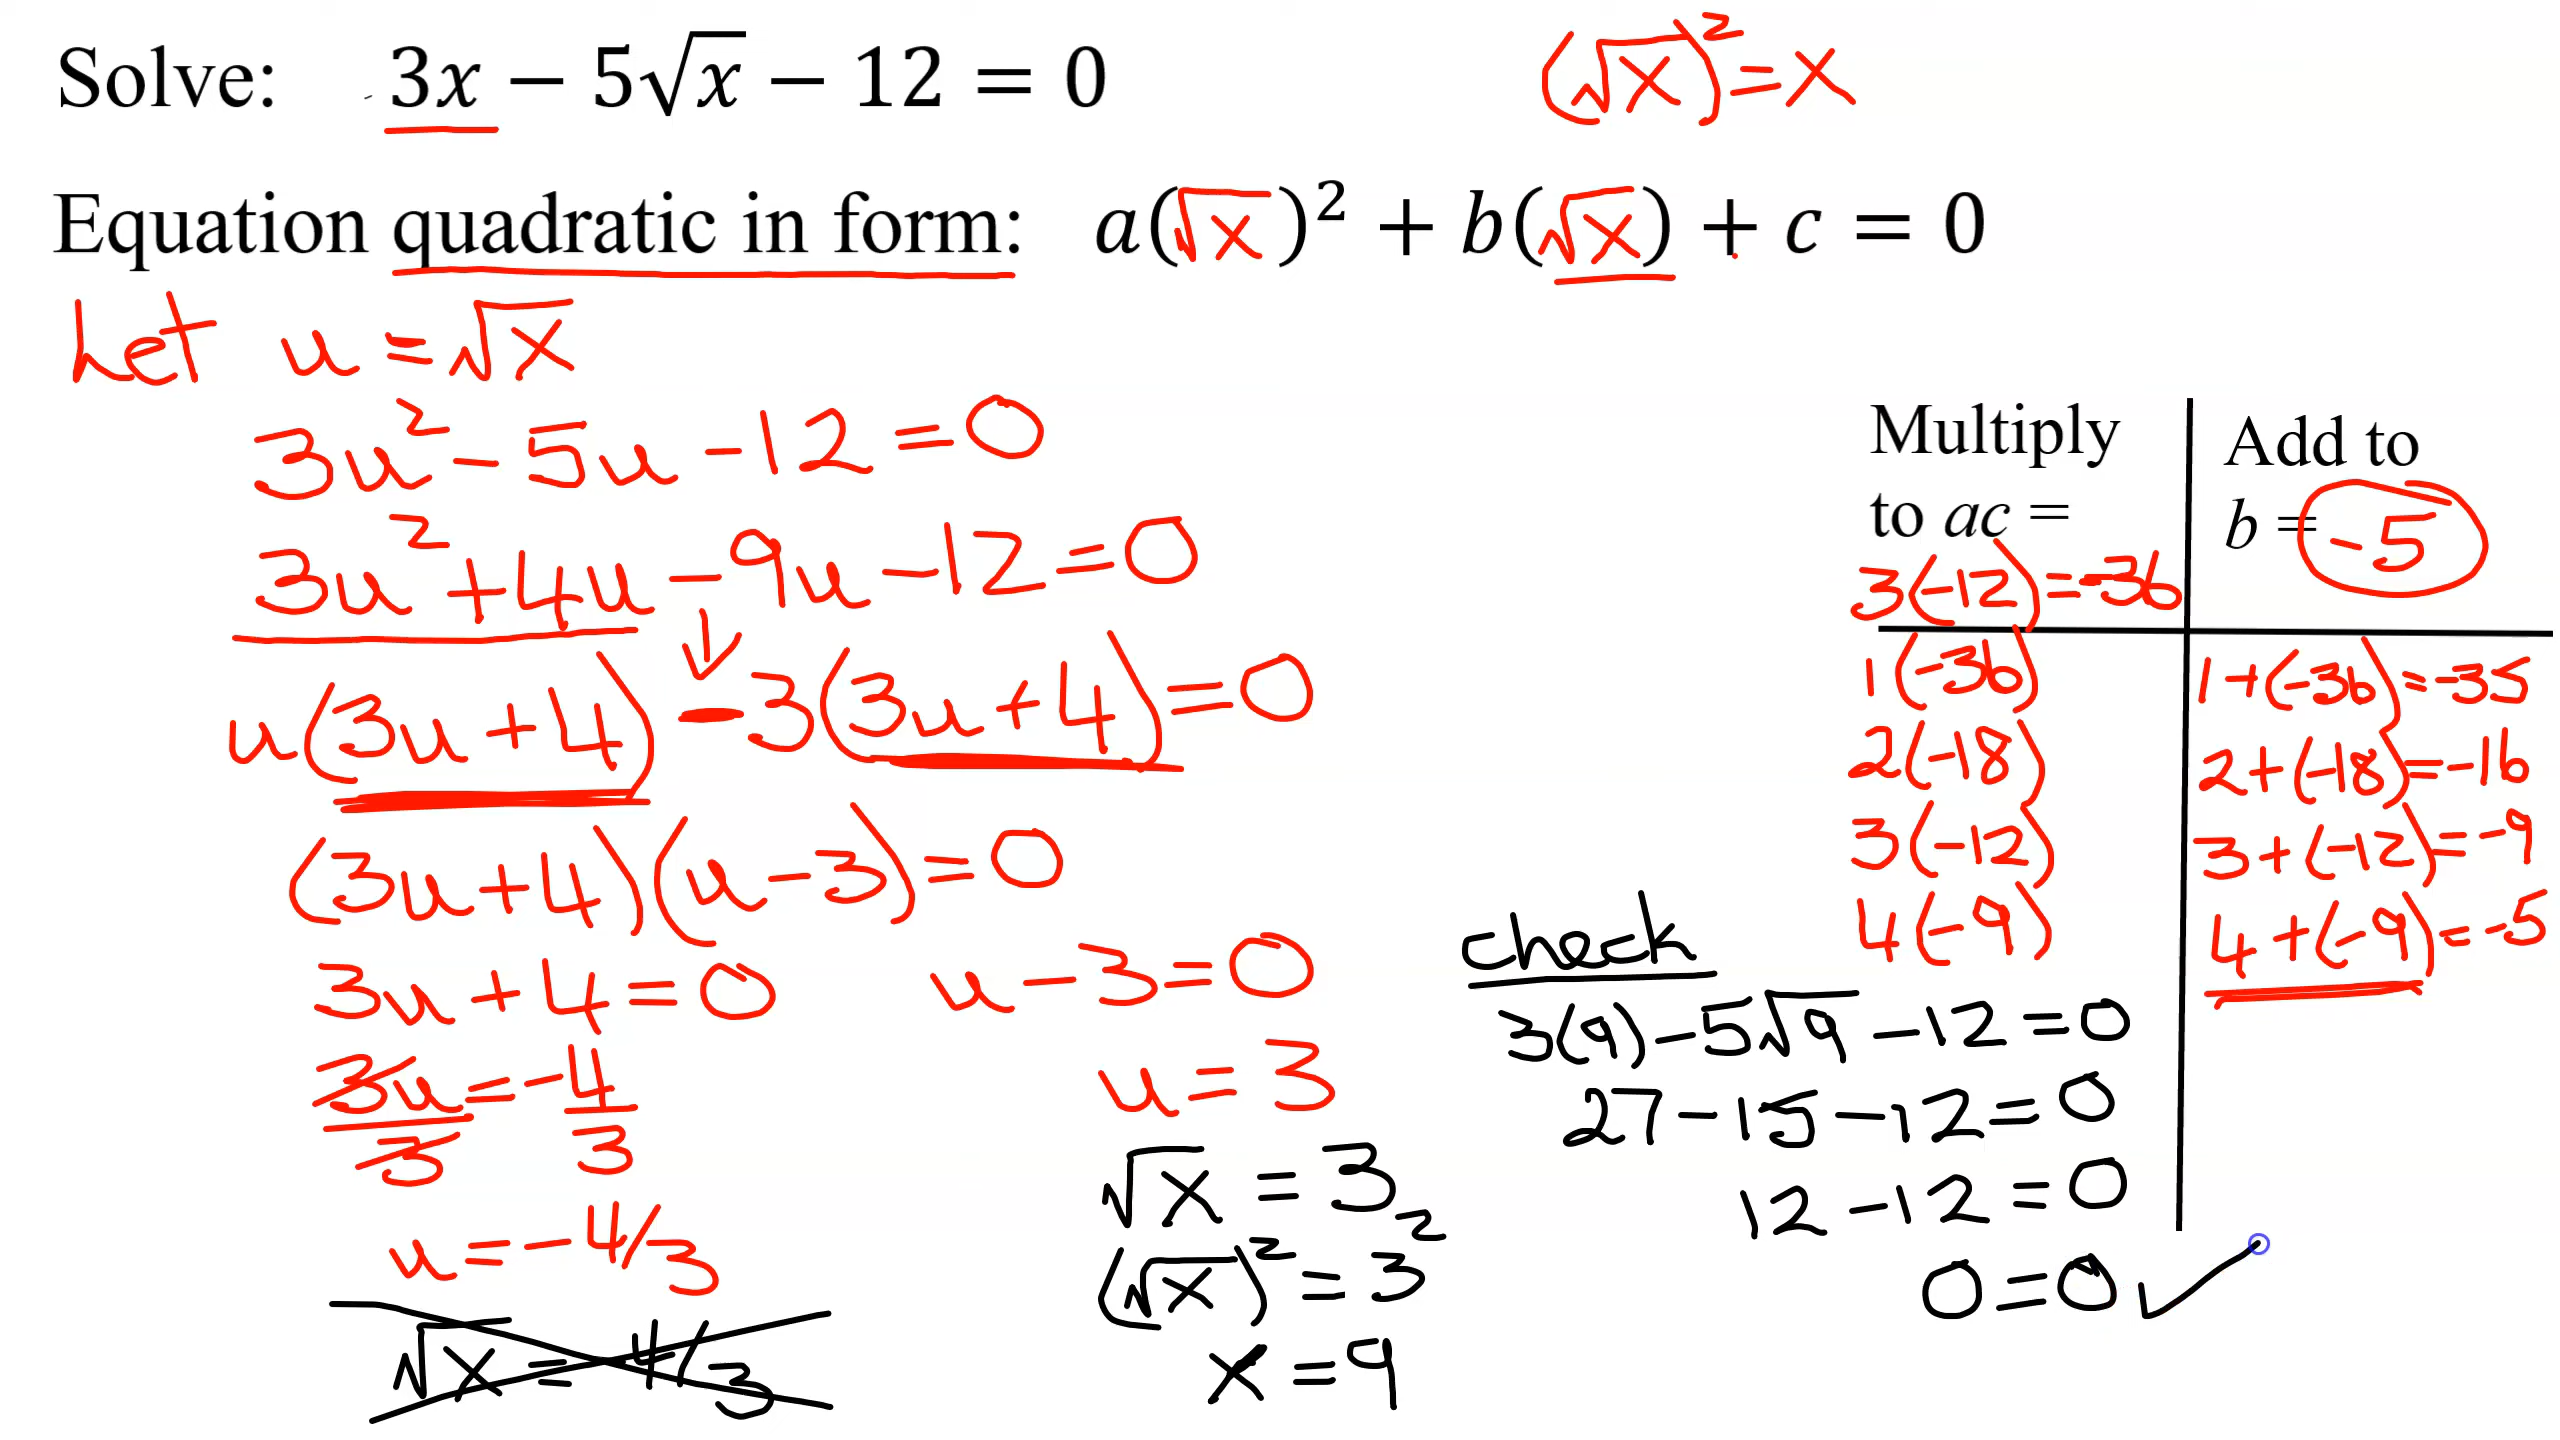 Solve: 3x − 5√x − 12 = 0
(√x)² = x
Equation quadratic in form: a(√x)² + b(√x) + c = 0
Let u = √x
3u² − 5u − 12 = 0
3u² + 4u − 9u − 12 = 0
u(3u + 4) − 3(3u + 4) = 0
(3u + 4)(u − 3) = 0
3u + 4 = 0
3u/3 = −4/3
u = −4/3
√x = −4/3
u − 3 = 0
u = 3
√x = 3
(√x)² = 3²
x = 9
check
3(9) − 5√9 − 12 = 0
27 − 15 − 12 = 0
12 − 12 = 0
0 = 0 ✓
Multiply
to ac =
3(−12) = −36
1(−36)
2(−18)
3(−12)
4(−9)
Add to
b = −5
1 + (−36) = −35
2 + (−18) = −16
3 + (−12) = −9
4 + (−9) = −5